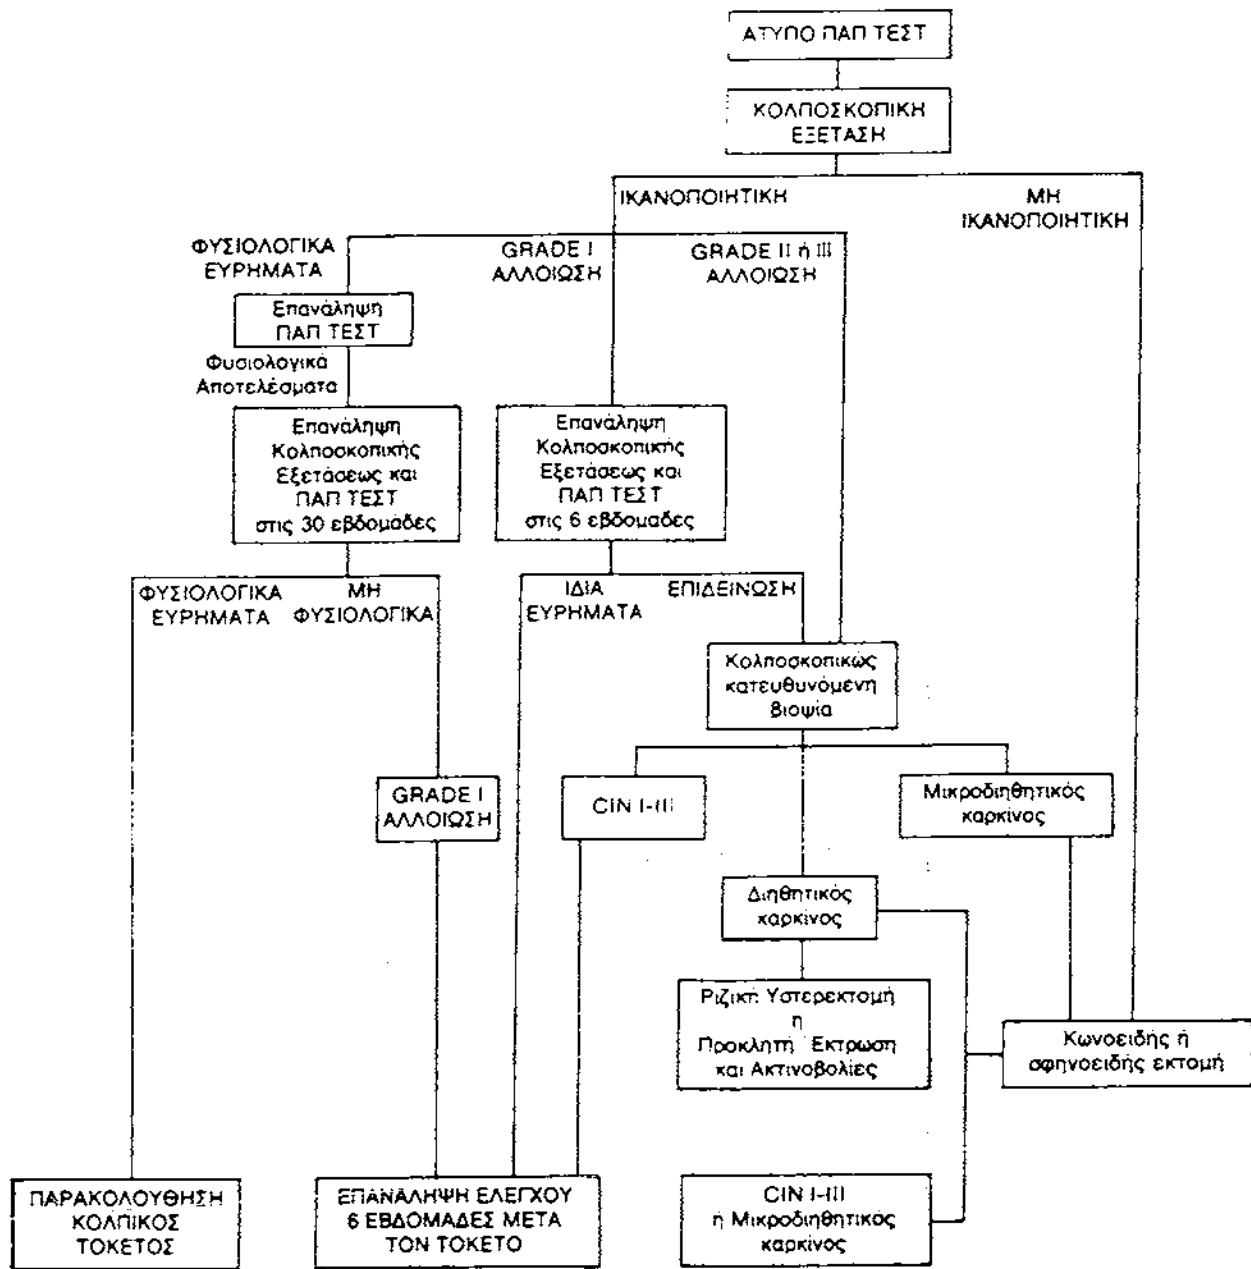 ΑΤΥΠΟ ΠΑΠ ΤΕΣΤ
ΚΟΛΠΟΣΚΟΠΙΚΗ
ΕΞΕΤΑΣΗ
ΙΚΑΝΟΠΟΙΗΤΙΚΗ
ΜΗ
ΙΚΑΝΟΠΟΙΗΤΙΚΗ
ΦΥΣΙΟΛΟΓΙΚΑ
ΕΥΡΗΜΑΤΑ
GRADE I
ΑΛΛΟΙΩΣΗ
GRADE II ή III
ΑΛΛΟΙΩΣΗ
Επανάληψη
ΠΑΠ ΤΕΣΤ
Φυσιολογικά
Αποτελέσματα
Επανάληψη
Κολποσκοπικής
Εξετάσεως και
ΠΑΠ ΤΕΣΤ
στις 30 εβδομάδες
Επανάληψη
Κολποσκοπικής
Εξετάσεως και
ΠΑΠ ΤΕΣΤ
στις 6 εβδομαδες
ΦΥΣΙΟΛΟΓΙΚΑ
ΕΥΡΗΜΑΤΑ
ΜΗ
ΦΥΣΙΟΛΟΓΙΚΑ
ΙΔΙΑ
ΕΥΡΗΜΑΤΑ
ΕΠΙΔΕΙΝΩΣΗ
Κολποσκοπικώς
κατευθυνόμενη
βιοψία
GRADE I
ΑΛΛΟΙΩΣΗ
CIN I-III
Μικροδιηθητικός
καρκίνος
Διηθητικός
καρκίνος
Ριζική Υστερεκτομή
η
Προκλητή Έκτρωση
και Ακτινοβολίες
Κωνοειδής ή
σφηνοειδής εκτομή
ΠΑΡΑΚΟΛΟΥΘΗΣΗ
ΚΟΛΠΙΚΟΣ
ΤΟΚΕΤΟΣ
ΕΠΑΝΑΛΗΨΗ ΕΛΕΓΧΟΥ
6 ΕΒΔΟΜΑΔΕΣ ΜΕΤΑ
ΤΟΝ ΤΟΚΕΤΟ
CIN I-III
ή Μικροδιηθητικός
καρκίνος